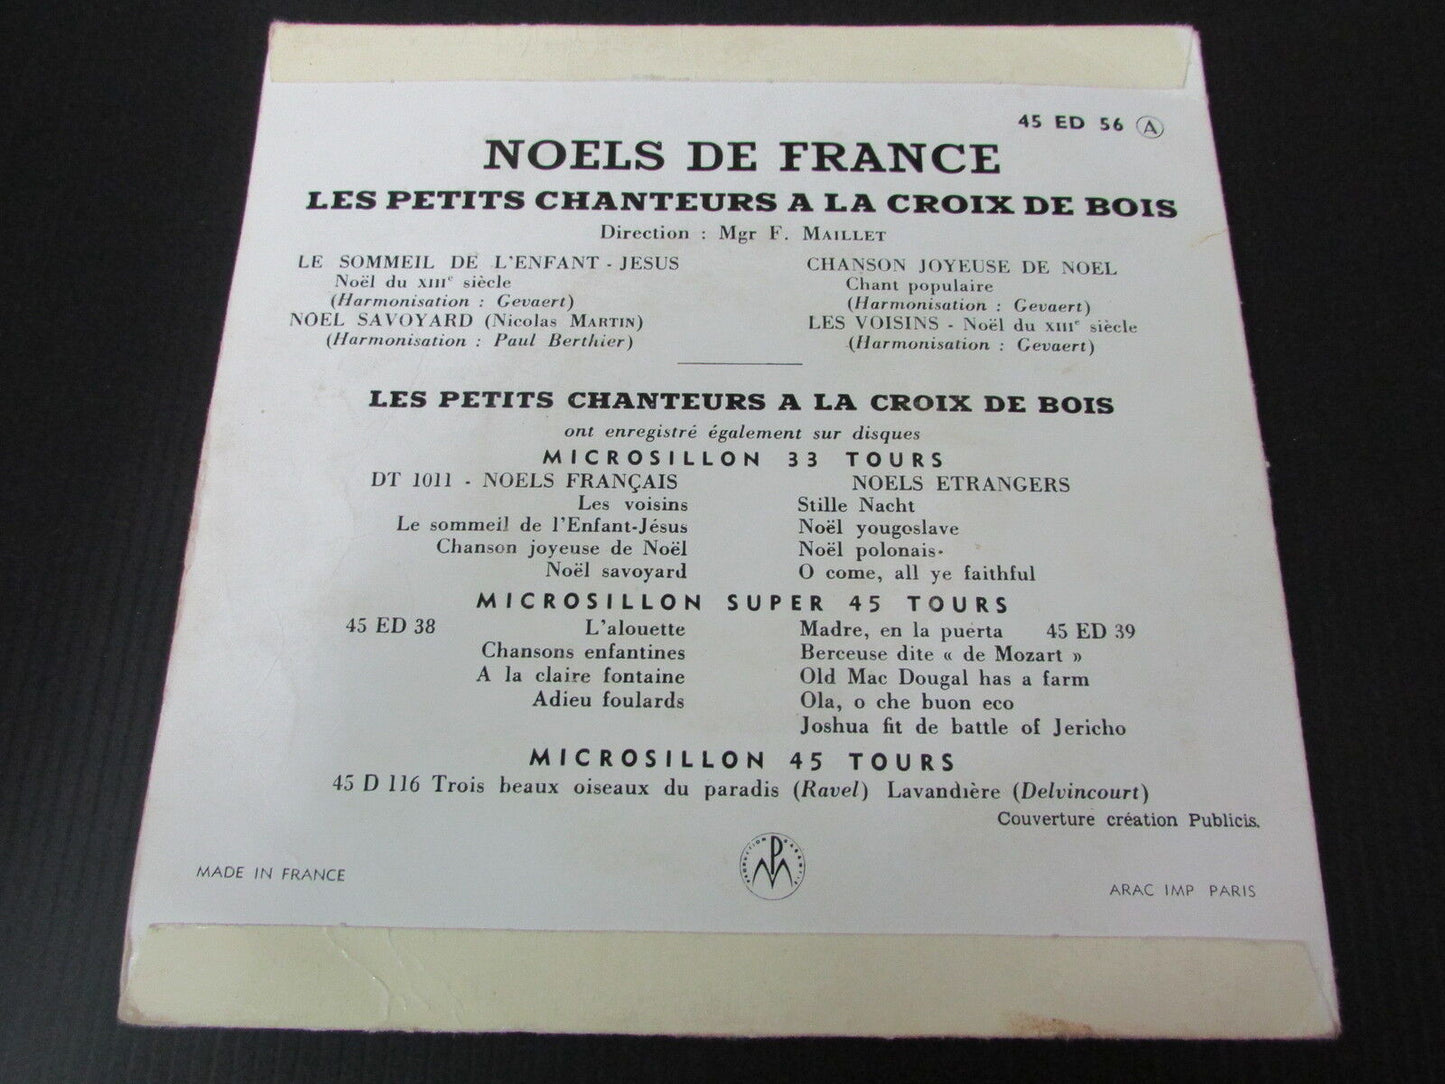 45 ED 56 A
NOELS DE FRANCE
LES PETITS CHANTEURS A LA CROIX DE BOIS
Direction : Mgr F. MAILLET
LE SOMMEIL DE L'ENFANT - JESUS
Noël du XIIIe siècle
(Harmonisation : Gevaert)
NOEL SAVOYARD (Nicolas MARTIN)
(Harmonisation : Paul Berthier)
CHANSON JOYEUSE DE NOEL
Chant populaire
(Harmonisation : Gevaert)
LES VOISINS - Noël du XIIIe siècle
(Harmonisation : Gevaert)
LES PETITS CHANTEURS A LA CROIX DE BOIS
ont enregistré également sur disques
MICROSILLON 33 TOURS
DT 1011 - NOELS FRANÇAIS
Les voisins
Le sommeil de l'Enfant-Jésus
Chanson joyeuse de Noël
Noël savoyard
NOELS ETRANGERS
Stille Nacht
Noël yougoslave
Noël polonais
O come, all ye faithful
MICROSILLON SUPER 45 TOURS
45 ED 38 L'alouette
Chansons enfantines
A la claire fontaine
Adieu foulards
Madre, en la puerta 45 ED 39
Berceuse dite « de Mozart »
Old Mac Dougal has a farm
Ola, o che buon eco
Joshua fit de battle of Jericho
MICROSILLON 45 TOURS
45 D 116 Trois beaux oiseaux du paradis (Ravel) Lavandière (Delvincourt)
Couverture création Publicis.
MADE IN FRANCE
ARAC IMP PARIS